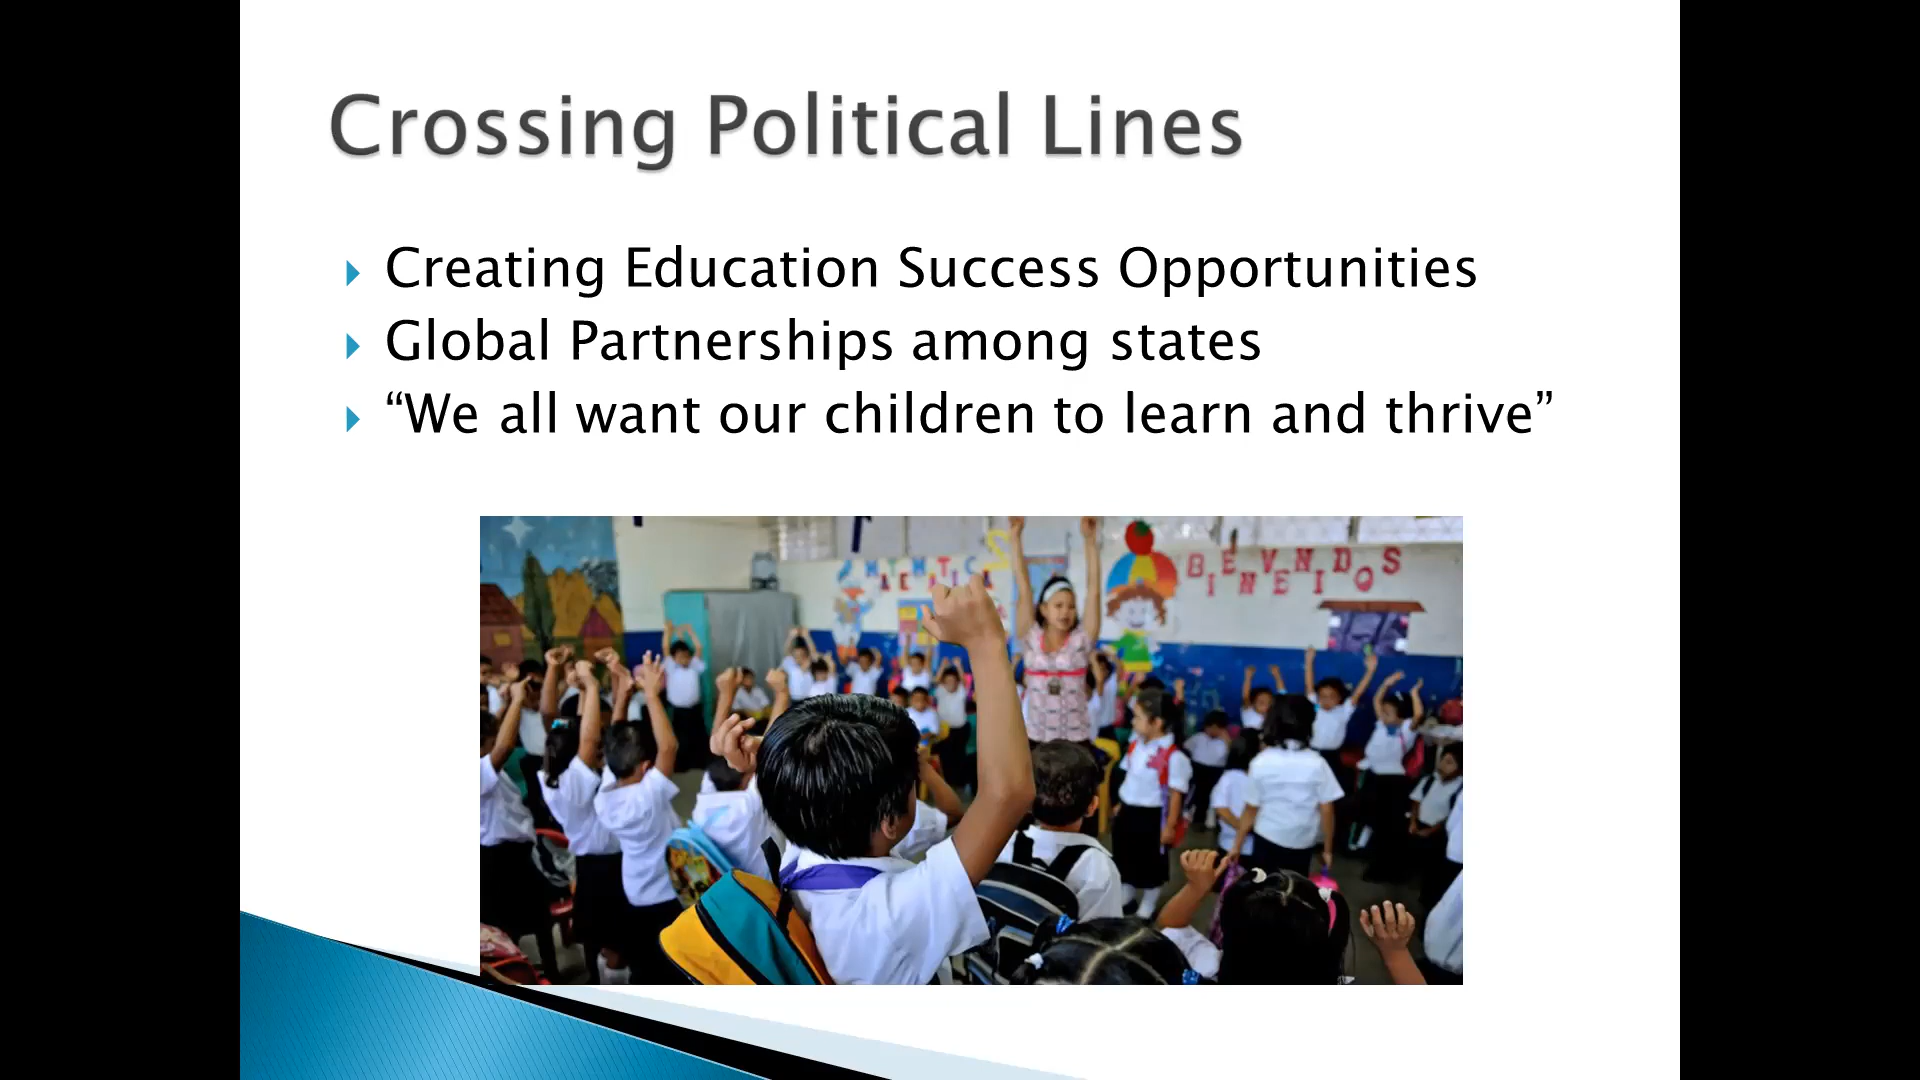 Crossing Political Lines
Creating Education Success Opportunities
Global Partnerships among states
“We all want our children to learn and thrive”
BIENVENIDOS